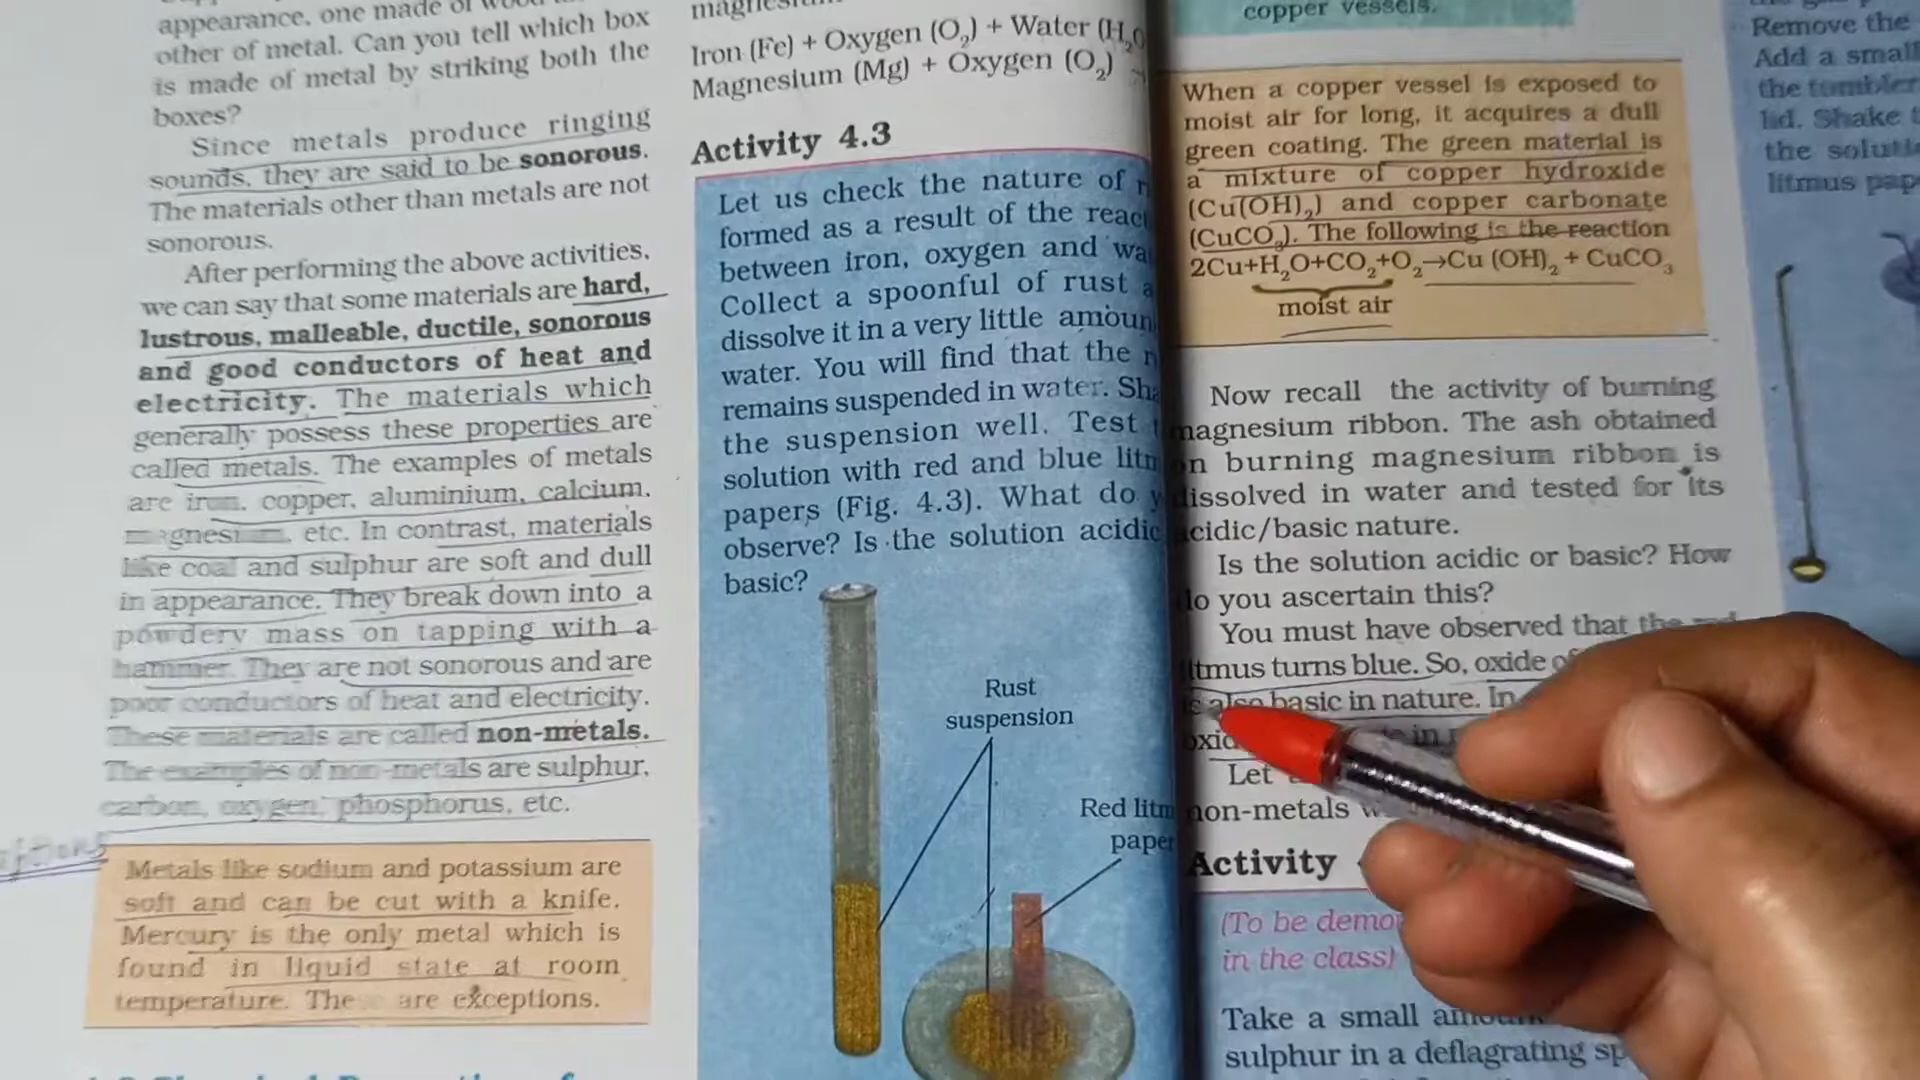 appearance, one made of
other of metal. Can you tell which box
is made of metal by striking both the
boxes?
Since metals produce ringing
sounds, they are said to be sonorous.
The materials other than metals are not
sonorous.
After performing the above activities,
we can say that some materials are hard,
lustrous, malleable, ductile, sonorous
and good conductors of heat and
electricity. The materials which
generally possess these properties are
called metals. The examples of metals
are iron, copper, aluminium, calcium,
magnesium, etc. In contrast, materials
like coal and sulphur are soft and dull
in appearance. They break down into a
powdery mass on tapping with a
hammer. They are not sonorous and are
poor conductors of heat and electricity.
These materials are called non-metals.
The examples of non-metals are sulphur,
carbon, oxygen, phosphorus, etc.
Metals like sodium and potassium are
soft and can be cut with a knife.
Mercury is the only metal which is
found in liquid state at room
temperature. These are exceptions.
Iron (Fe) + Oxygen (O₂) + Water (H₂O
Magnesium (Mg) + Oxygen (O₂)
Activity 4.3
Let us check the nature of
formed as a result of the
between iron, oxygen and
Collect a spoonful of rust
dissolve it in a very little
water. You will find that the
remains suspended in water.
the suspension well. Test
solution with red and blue
papers (Fig. 4.3). What do
observe? Is the solution acidic
basic?
Rust
suspension
Red
paper
copper vessels.
When a copper vessel is exposed to
moist air for long, it acquires a dull
green coating. The green material is
a mixture of copper hydroxide
(Cu(OH)₂) and copper carbonate
(CuCO₃). The following is the reaction
2Cu+H₂O+CO₂+O₂→Cu (OH)₂ + CuCO₃
moist air
Now recall the activity of burning
magnesium ribbon. The ash obtained
on burning magnesium ribbon is
dissolved in water and tested for its
acidic/basic nature.
Is the solution acidic or basic? How
do you ascertain this?
You must have observed that the red
litmus turns blue. So, oxide of
is also basic in nature. In
in
Let
non-metals
Activity
(To be
in the class)
Take a small amount
sulphur in a deflagrating
Remove the
Add a small
the tumbler.
lid. Shake
the
litmus